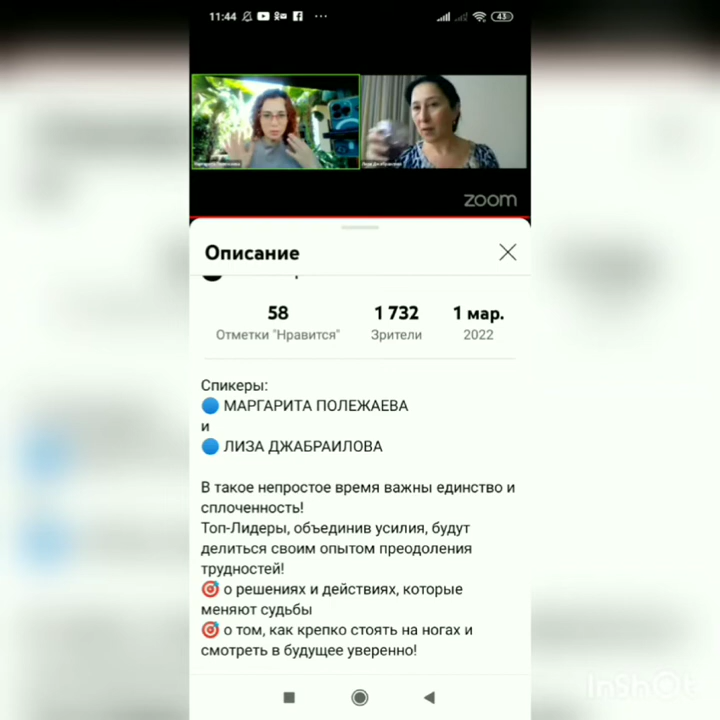 11:44
43
zoom
Описание
58
1 732
1 мар.
Отметки "Нравится"
Зрители
2022
Спикеры:
МАРГАРИТА ПОЛЕЖАЕВА
и
ЛИЗА ДЖАБРАИЛОВА
В такое непростое время важны единство и
сплоченность!
Топ-Лидеры, объединив усилия, будут
делиться своим опытом преодоления
трудностей!
о решениях и действиях, которые
меняют судьбы
о том, как крепко стоять на ногах и
смотреть в будущее уверенно!
InShOt